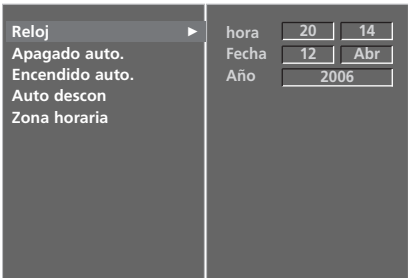 Reloj
Apagado auto.
Encendido auto.
Auto descon
Zona horaria
hora 20 14
Fecha 12 Abr
Año 2006